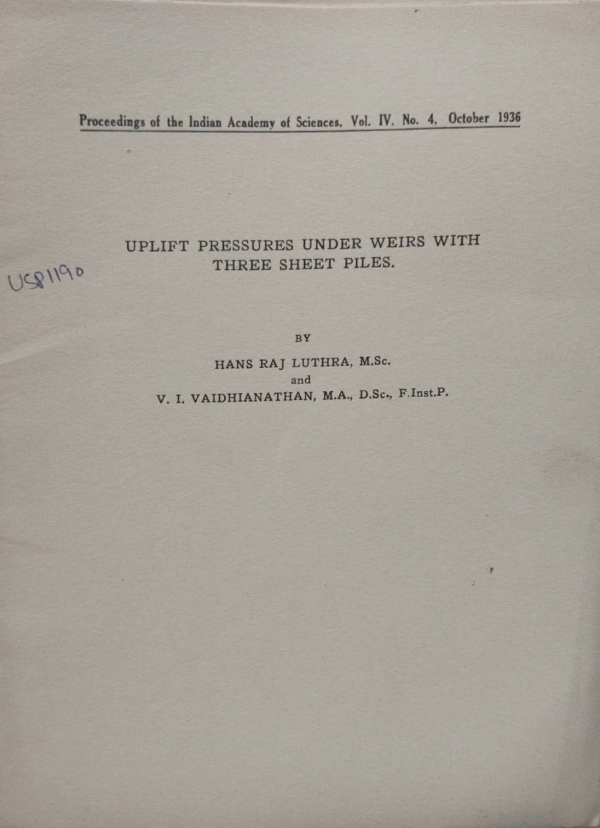 Proceedings of the Indian Academy of Sciences, Vol. IV, No. 4, October 1936
UPLIFT PRESSURES UNDER WEIRS WITH
THREE SHEET PILES.
USP1190
BY
HANS RAJ LUTHRA, M.Sc.
and
V. I. VAIDHIANATHAN, M.A., D.Sc., F.Inst.P.